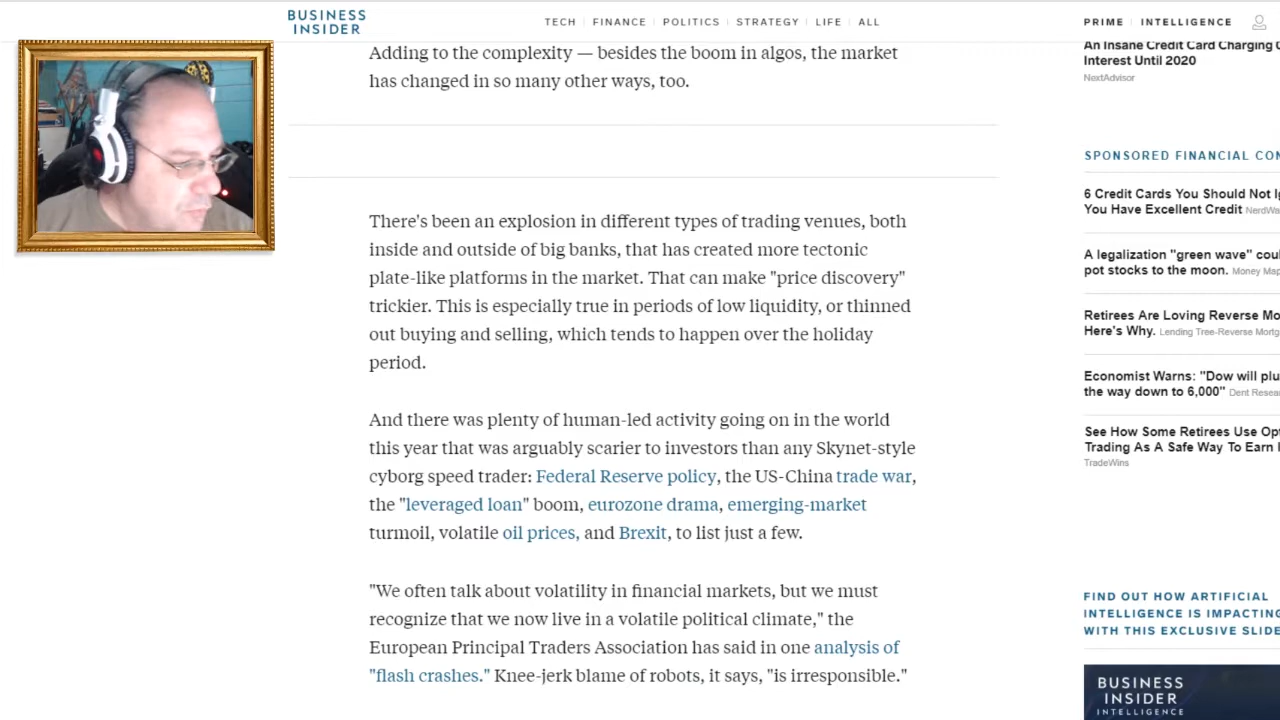 BUSINESS
INSIDER
TECH FINANCE POLITICS STRATEGY LIFE ALL
PRIME INTELLIGENCE
Adding to the complexity — besides the boom in algos, the market
has changed in so many other ways, too.
There's been an explosion in different types of trading venues, both
inside and outside of big banks, that has created more tectonic
plate-like platforms in the market. That can make "price discovery"
trickier. This is especially true in periods of low liquidity, or thinned
out buying and selling, which tends to happen over the holiday
period.
And there was plenty of human-led activity going on in the world
this year that was arguably scarier to investors than any Skynet-style
cyborg speed trader: Federal Reserve policy, the US-China trade war,
the "leveraged loan" boom, eurozone drama, emerging-market
turmoil, volatile oil prices, and Brexit, to list just a few.
"We often talk about volatility in financial markets, but we must
recognize that we now live in a volatile political climate," the
European Principal Traders Association has said in one analysis of
"flash crashes." Knee-jerk blame of robots, it says, "is irresponsible."
An Insane Credit Card Charging
Interest Until 2020
NextAdvisor
SPONSORED FINANCIAL
6 Credit Cards You Should Not
You Have Excellent Credit
A legalization "green wave"
pot stocks to the moon. Money
Retirees Are Loving Reverse
Here's Why. Lending Tree-Reverse
Economist Warns: "Dow will
the way down to 6,000" Dent
See How Some Retirees Use
Trading As A Safe Way To Earn
TradeWins
FIND OUT HOW ARTIFICIAL
INTELLIGENCE IS IMPACTING
WITH THIS EXCLUSIVE
BUSINESS
INSIDER
INTELLIGENCE